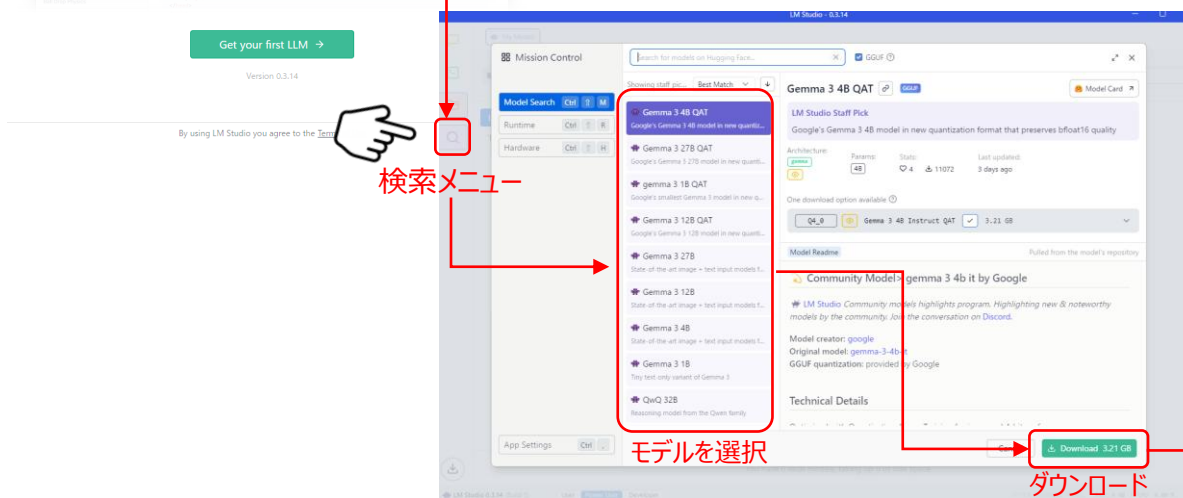 LM Studio - 0.3.14
Get your first LLM →
Version 0.3.14
By using LM Studio you agree to the Term
検索メニュー
Mission Control
Model Search Ctrl ⇧ M
Runtime Ctrl ⇧ R
Hardware Ctrl ⇧ H
App Settings Ctrl ,
Search for models on Hugging Face...
GGUF
Showing staff pic... Best Match
Gemma 3 4B QAT
Google's Gemma 3 4B model in new quantiz...
Gemma 3 27B QAT
Google's Gemma 3 27B model in new quanti...
gemma 3 1B QAT
Google's smallest Gemma 3 model in new q...
Gemma 3 12B QAT
Google's Gemma 3 12B model in new quanti...
Gemma 3 27B
State-of-the-art image + text input models f...
Gemma 3 12B
State-of-the-art image + text input models f...
Gemma 3 4B
State-of-the-art image + text input models f...
Gemma 3 1B
Tiny text-only variant of Gemma 3
QwQ 32B
Reasoning model from the Qwen family
モデルを選択
Gemma 3 4B QAT GGUF
Model Card
LM Studio Staff Pick
Google's Gemma 3 4B model in new quantization format that preserves bfloat16 quality
Architecture: Params: Stats: Last updated:
gemma 4B 4 11072 3 days ago
One download option available
Q4_0 Gemma 3 4B Instruct QAT 3.21 GB
Model Readme Pulled from the model's repository
Community Model> gemma 3 4b it by Google
LM Studio Community models highlights program. Highlighting new & noteworthy
models by the community. Join the conversation on Discord.
Model creator: google
Original model: gemma-3-4b-it
GGUF quantization: provided by Google
Technical Details
Download 3.21 GB
ダウンロード